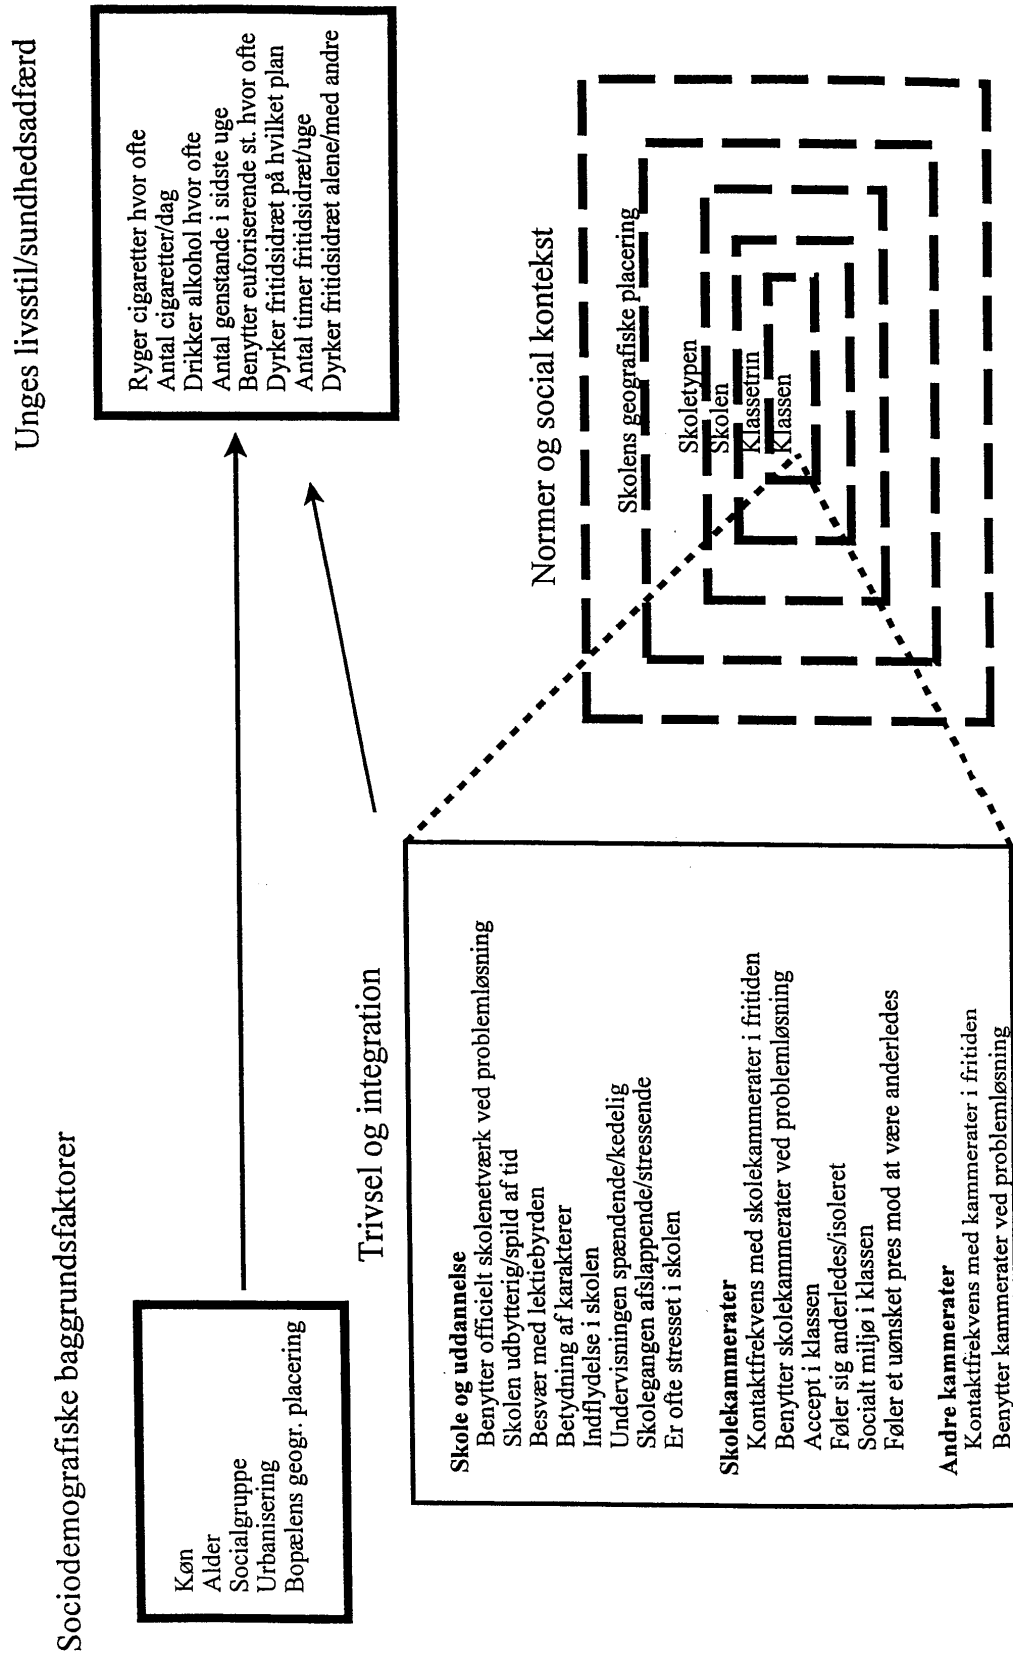 Sociodemografiske baggrundsfaktorer
Køn
Alder
Socialgruppe
Urbanisering
Bopælens geogr. placering
Unges livsstil/sundhedsadfærd
Ryger cigaretter hvor ofte
Antal cigaretter/dag
Drikker alkohol hvor ofte
Antal genstande i sidste uge
Benytter euforiserende st. hvor ofte
Dyrker fritidsidræt på hvilket plan
Antal timer fritidsidræt/uge
Dyrker fritidsidræt alene/med andre
Trivsel og integration
Skole og uddannelse
Benytter officielt skolenetværk ved problemløsning
Skolen udbytterig/spild af tid
Besvær med lektiebyrden
Betydning af karakterer
Indflydelse i skolen
Undervisningen spændende/kedelig
Skolegangen afslappende/stressende
Er ofte stresset i skolen
Skolekammerater
Kontaktfrekvens med skolekammerater i fritiden
Benytter skolekammerater ved problemløsning
Accept i klassen
Føler sig anderledes/isoleret
Socialt miljø i klassen
Føler et uønsket pres mod at være anderledes
Andre kammerater
Kontaktfrekvens med kammerater i fritiden
Benytter kammerater ved problemløsning
Normer og social kontekst
Skolens geografiske placering
Skoletypen
Skolen
Klassetrin
Klassen